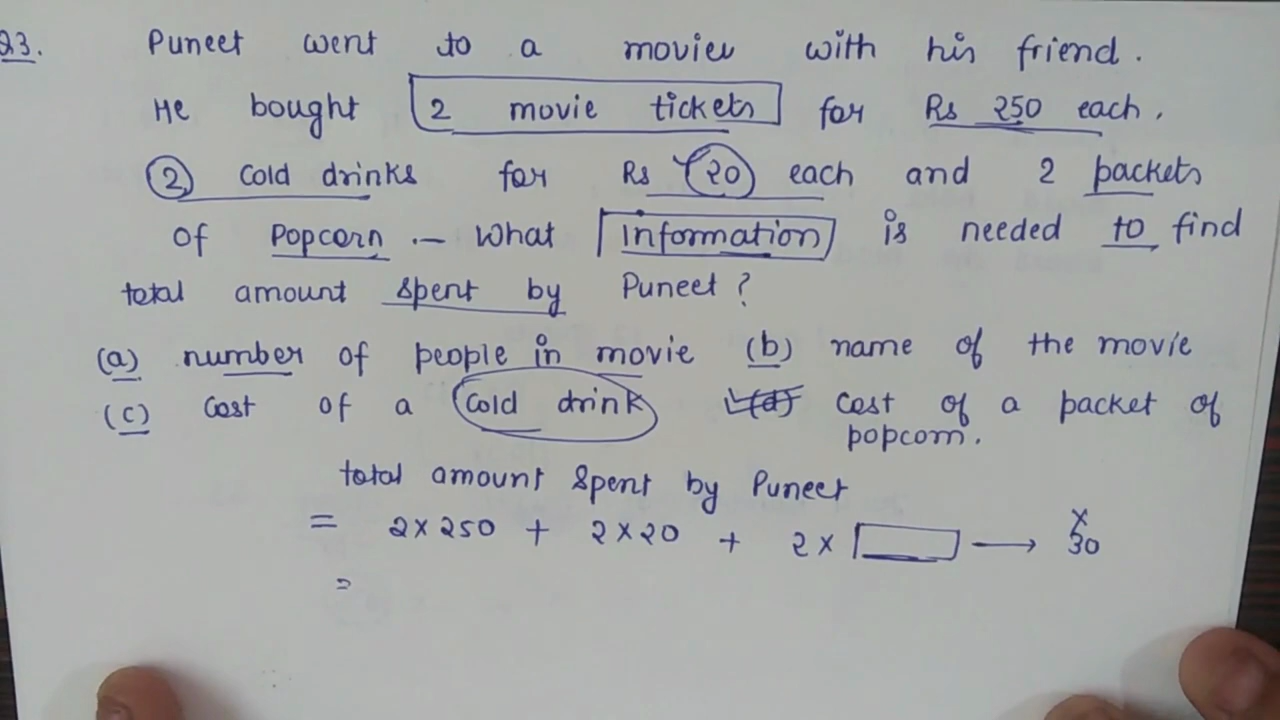 23. Puneet went to a movies with his friend.
He bought 2 movie tickets for Rs 250 each.
2 cold drinks for Rs 20 each and 2 packets
of popcorn. – What information is needed to find
total amount spent by Puneet?
(a) number of people in movie (b) name of the movie
(c) cost of a cold drink (d) cost of a packet of
popcorn.
total amount spent by Puneet
= 2 x 250 + 2 x 20 + 2 x □ → x
30
=